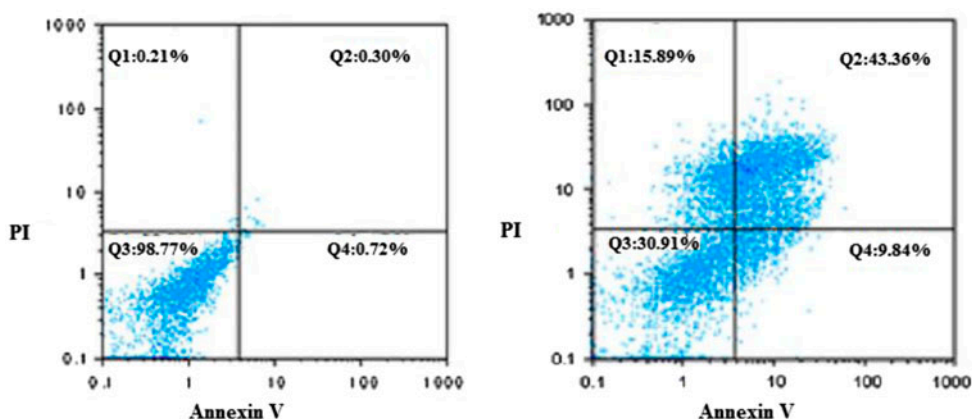 1000
Q1:0.21%
Q2:0.30%
100
10
PI
Q3:98.77%
Q4:0.72%
1
0.1
0.1 1 10 100 1000
Annexin V
1000
Q1:15.89%
Q2:43.36%
100
10
PI
Q3:30.91%
Q4:9.84%
1
0.1
0.1 1 10 100 1000
Annexin V